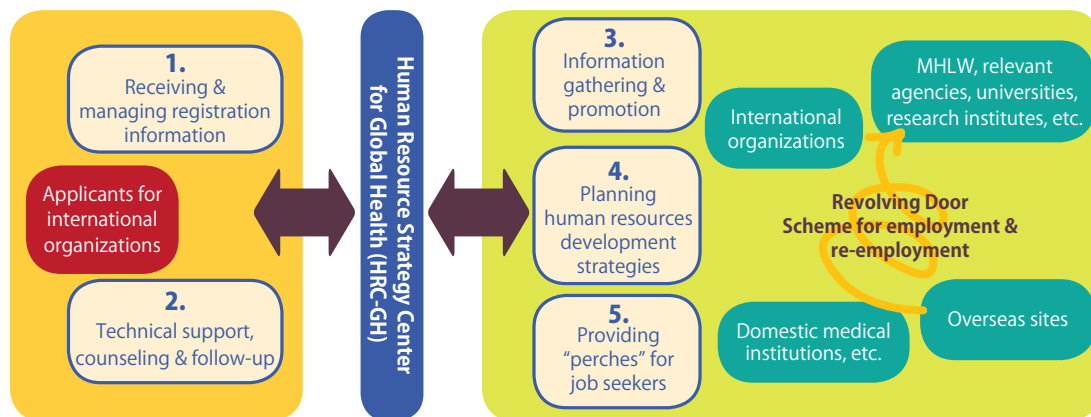 1.
Receiving &
managing registration
information
Applicants for
international
organizations
2.
Technical support,
counseling & follow-up
Human Resource Strategy Center
for Global Health (HRC-GH)
3.
Information
gathering &
promotion
4.
Planning
human resources
development
strategies
5.
Providing
“perches” for
job seekers
International
organizations
MHLW, relevant
agencies, universities,
research institutes, etc.
Revolving Door
Scheme for employment &
re-employment
Domestic medical
institutions, etc.
Overseas sites